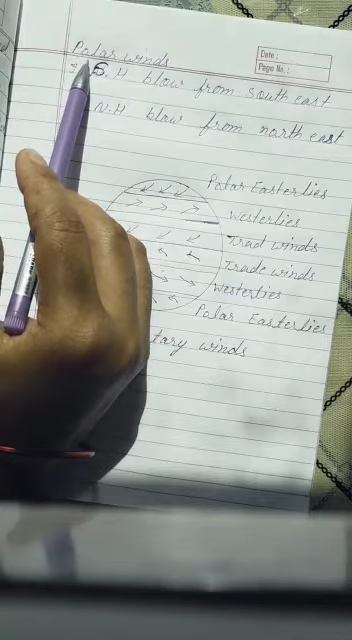 Polar winds
Date:
Page No.:
S.H blow from south east
N.H blow from north east
Polar Easterlies
Westerlies
Trad winds
Trade winds
Westerlies
Polar Easterlies
tary winds